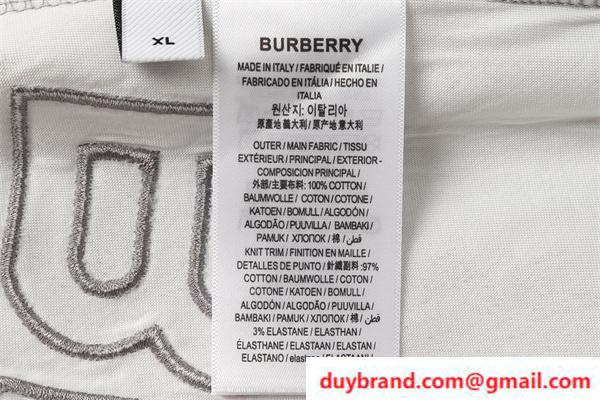 XL
BURBERRY
MADE IN ITALY / FABRIQUÉ EN ITALIE /
FABRICADO EN ITÁLIA / HECHO EN
ITALIA
원산지: 이탈리아
原產地 義大利 / 原产地 意大利
OUTER / MAIN FABRIC / TISSU
EXTÉRIEUR / PRINCIPAL / EXTERIOR -
COMPOSICION PRINCIPAL /
外部/主要布料: 100% COTTON /
BAUMWOLLE / COTON / COTONE /
KATOEN / BOMULL / ALGODÓN /
ALGODÃO / PUUVILLA / BAMBAKI /
PAMUK / ХЛОПОК / 棉 / قطن /
KNIT TRIM / FINITION EN MAILLE /
DETALLES DE PUNTO / 針織副料 : 97%
COTTON / BAUMWOLLE / COTON /
COTONE / KATOEN / BOMULL /
ALGODÓN / ALGODÃO / PUUVILLA /
BAMBAKI / PAMUK / ХЛОПОК / 棉 / قطن /
3% ELASTANE / ELASTHAN /
ÉLASTHANE / ELASTAAN / ELASTAN /
ELASTANO / elastane / ELASTAANI /
duybrand.com@gmail.com